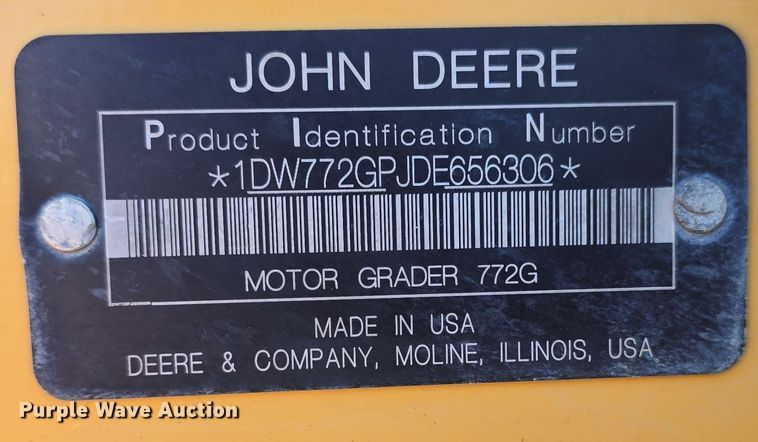 JOHN DEERE
Product Identification Number
*1DW772GPJDE656306*
MOTOR GRADER 772G
MADE IN USA
DEERE & COMPANY, MOLINE, ILLINOIS, USA
Purple Wave Auction